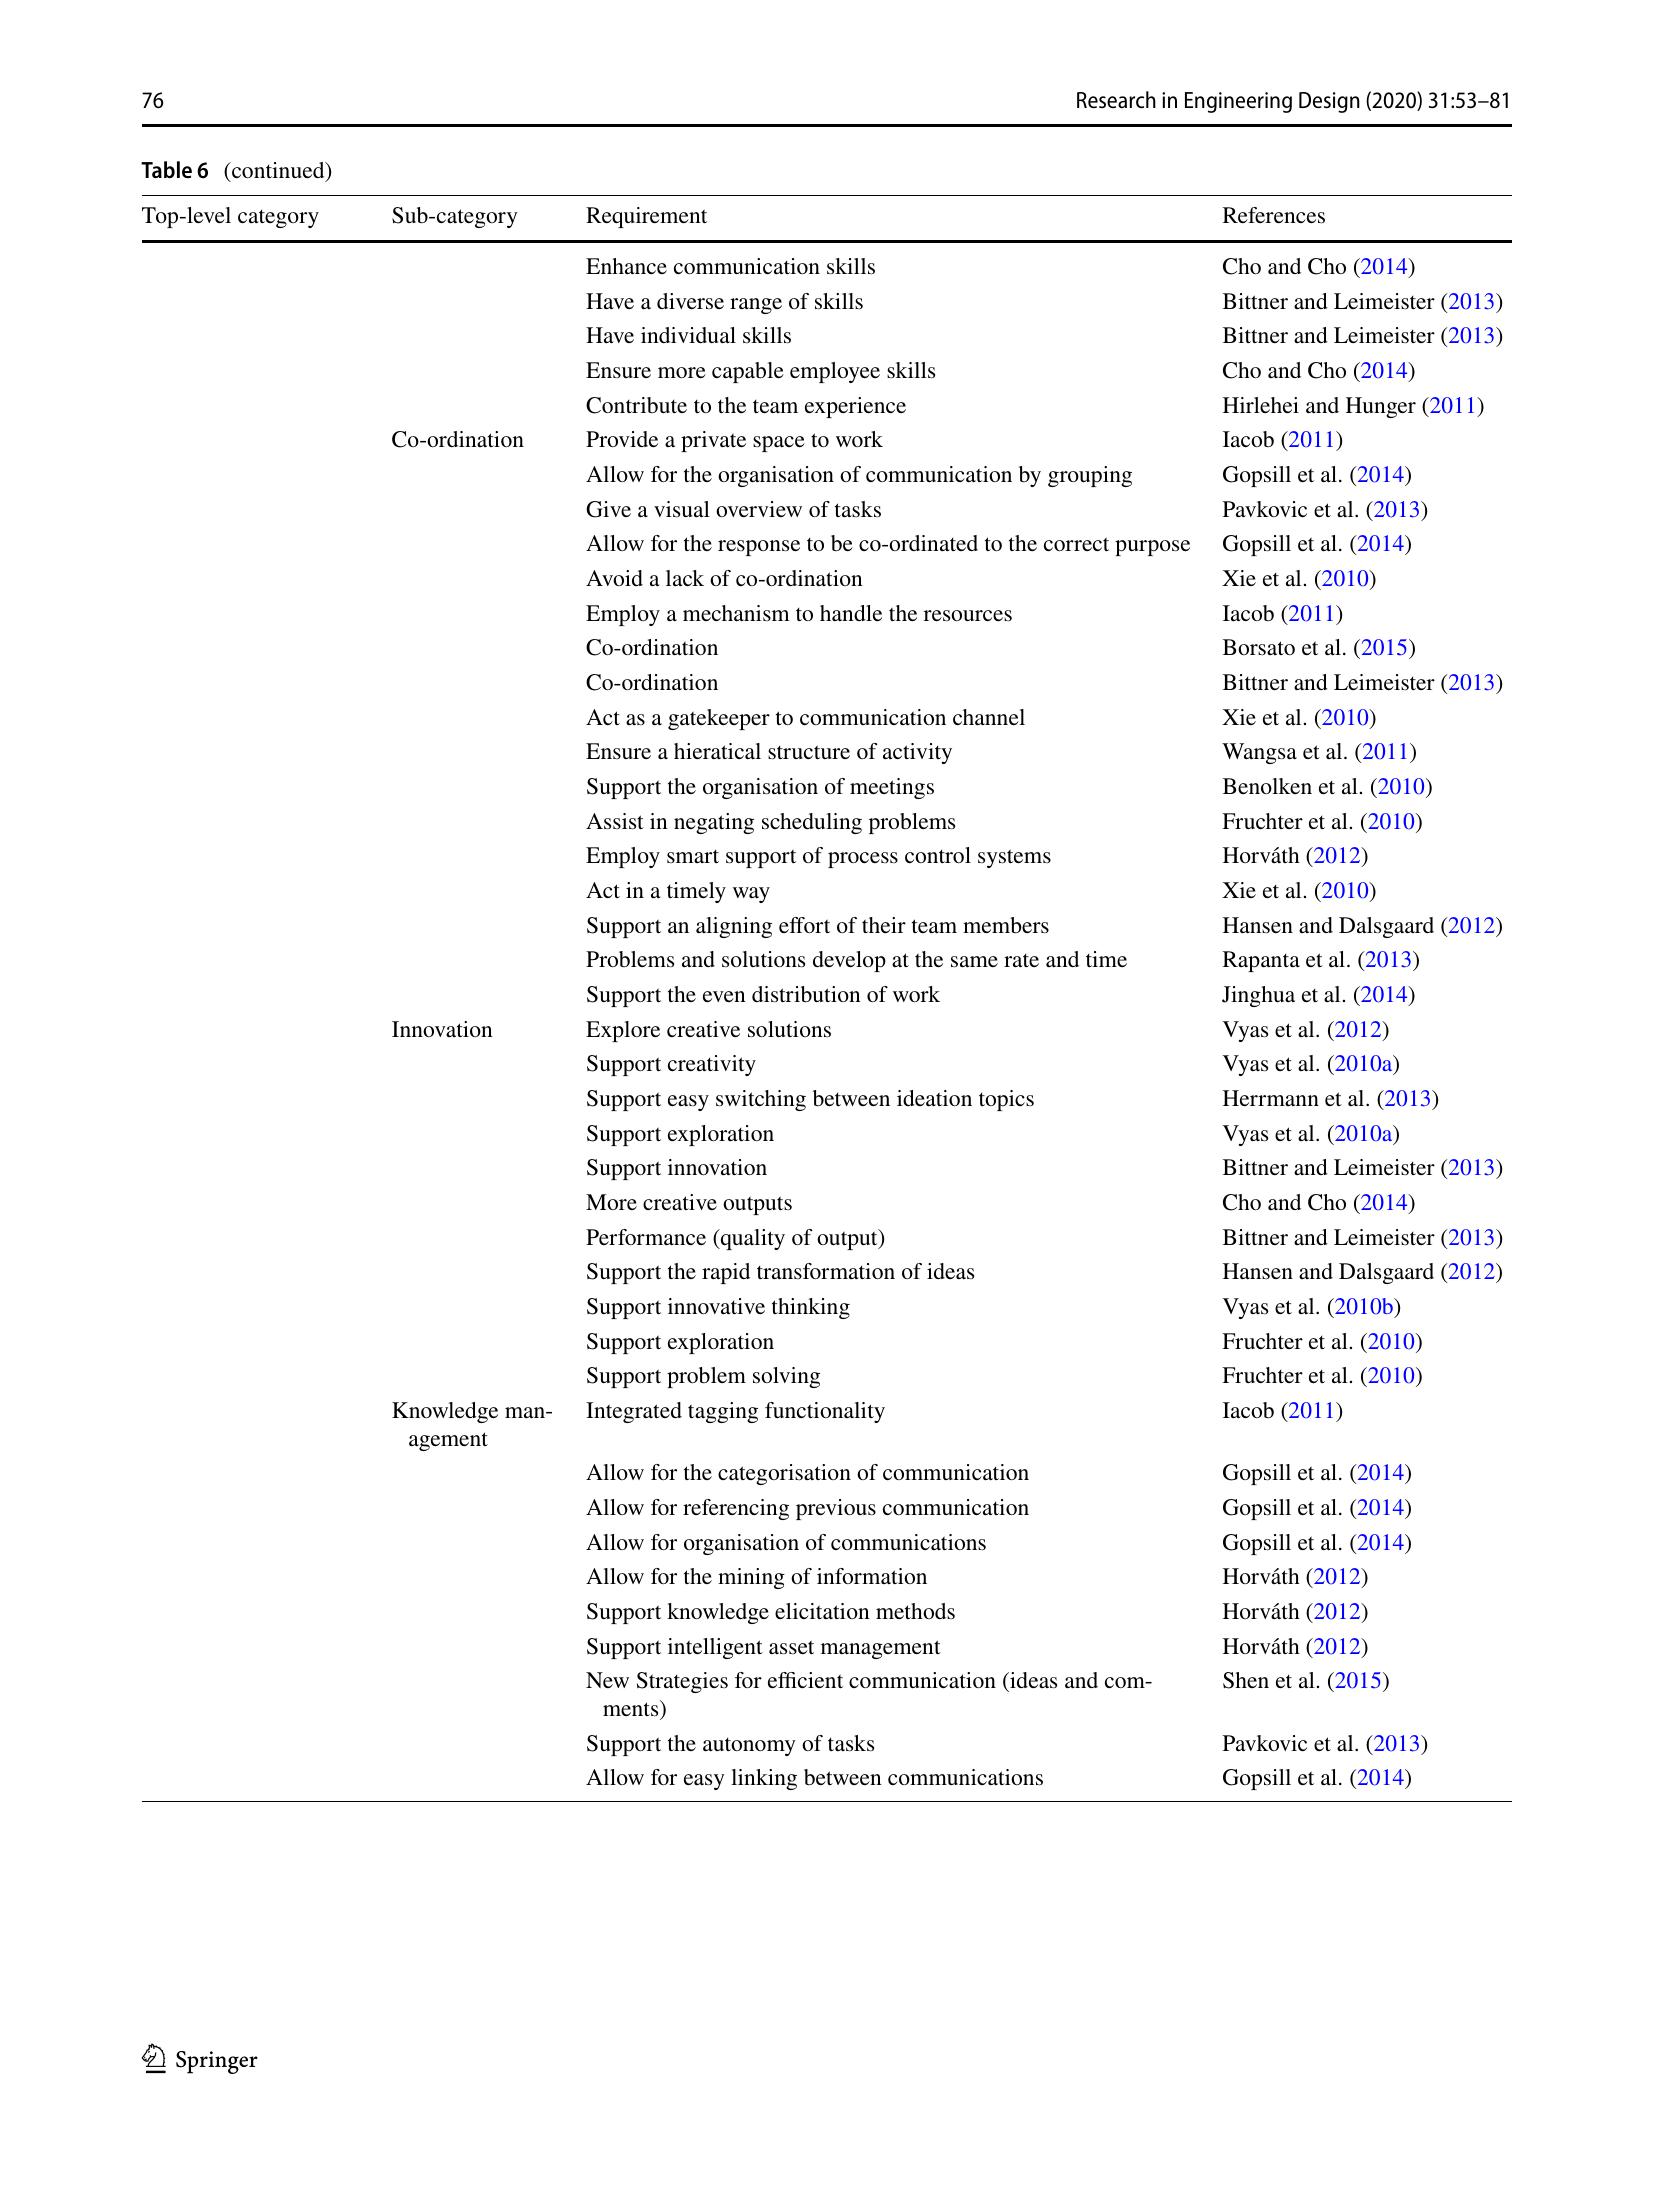 76
Research in Engineering Design (2020) 31:53–81
Table 6 (continued)
Top-level category Sub-category Requirement References
Enhance communication skills Cho and Cho (2014)
Have a diverse range of skills Bittner and Leimeister (2013)
Have individual skills Bittner and Leimeister (2013)
Ensure more capable employee skills Cho and Cho (2014)
Contribute to the team experience Hirlehei and Hunger (2011)
Co-ordination Provide a private space to work Iacob (2011)
Allow for the organisation of communication by grouping Gopsill et al. (2014)
Give a visual overview of tasks Pavkovic et al. (2013)
Allow for the response to be co-ordinated to the correct purpose Gopsill et al. (2014)
Avoid a lack of co-ordination Xie et al. (2010)
Employ a mechanism to handle the resources Iacob (2011)
Co-ordination Borsato et al. (2015)
Co-ordination Bittner and Leimeister (2013)
Act as a gatekeeper to communication channel Xie et al. (2010)
Ensure a hieratical structure of activity Wangsa et al. (2011)
Support the organisation of meetings Benolken et al. (2010)
Assist in negating scheduling problems Fruchter et al. (2010)
Employ smart support of process control systems Horváth (2012)
Act in a timely way Xie et al. (2010)
Support an aligning effort of their team members Hansen and Dalsgaard (2012)
Problems and solutions develop at the same rate and time Rapanta et al. (2013)
Support the even distribution of work Jinghua et al. (2014)
Innovation Explore creative solutions Vyas et al. (2012)
Support creativity Vyas et al. (2010a)
Support easy switching between ideation topics Herrmann et al. (2013)
Support exploration Vyas et al. (2010a)
Support innovation Bittner and Leimeister (2013)
More creative outputs Cho and Cho (2014)
Performance (quality of output) Bittner and Leimeister (2013)
Support the rapid transformation of ideas Hansen and Dalsgaard (2012)
Support innovative thinking Vyas et al. (2010b)
Support exploration Fruchter et al. (2010)
Support problem solving Fruchter et al. (2010)
Knowledge man- Integrated tagging functionality Iacob (2011)
agement
Allow for the categorisation of communication Gopsill et al. (2014)
Allow for referencing previous communication Gopsill et al. (2014)
Allow for organisation of communications Gopsill et al. (2014)
Allow for the mining of information Horváth (2012)
Support knowledge elicitation methods Horváth (2012)
Support intelligent asset management Horváth (2012)
New Strategies for efficient communication (ideas and com- Shen et al. (2015)
ments)
Support the autonomy of tasks Pavkovic et al. (2013)
Allow for easy linking between communications Gopsill et al. (2014)
Springer